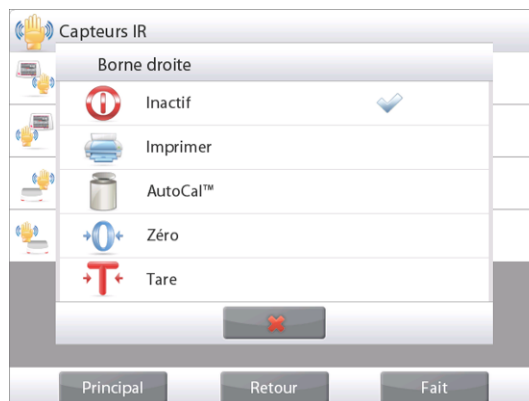 Capteurs IR
Borne droite
Inactif
Imprimer
AutoCal™
Zéro
Tare
Principal Retour Fait